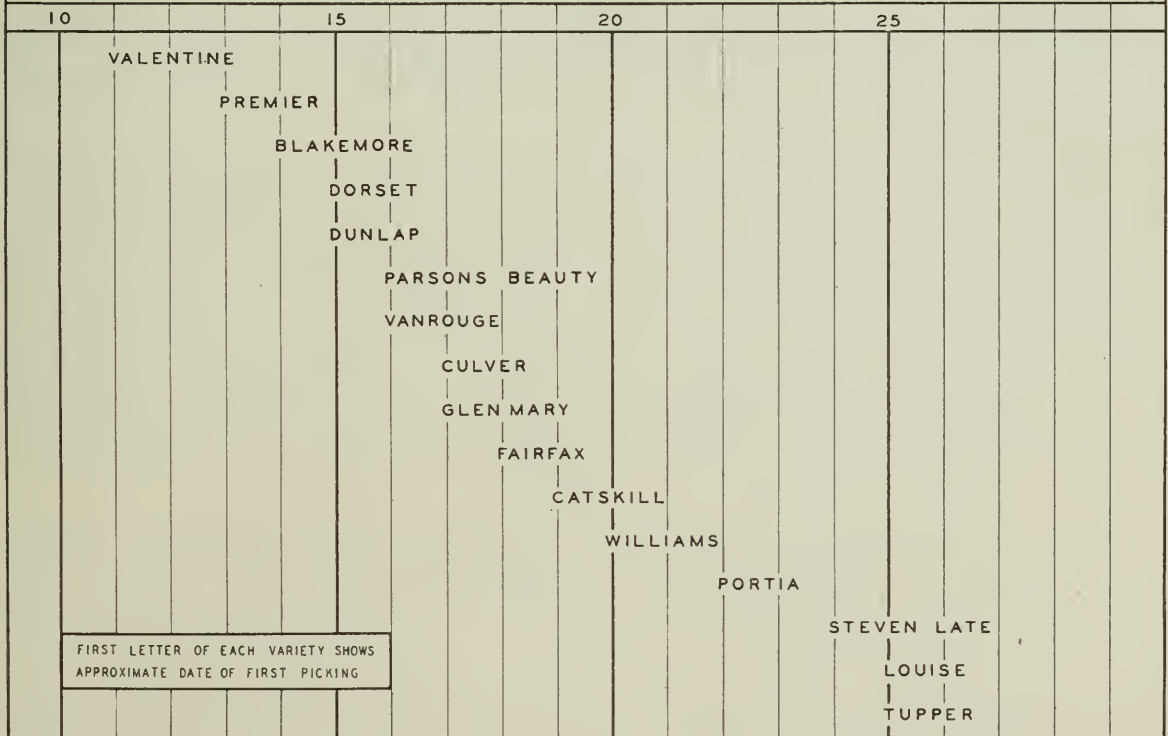 10 15 20 25
VALENTINE
PREMIER
BLAKEMORE
DORSET
DUNLAP
PARSONS BEAUTY
VANROUGE
CULVER
GLEN MARY
FAIRFAX
CATSKILL
WILLIAMS
PORTIA
STEVEN LATE
FIRST LETTER OF EACH VARIETY SHOWS
APPROXIMATE DATE OF FIRST PICKING
LOUISE
TUPPER